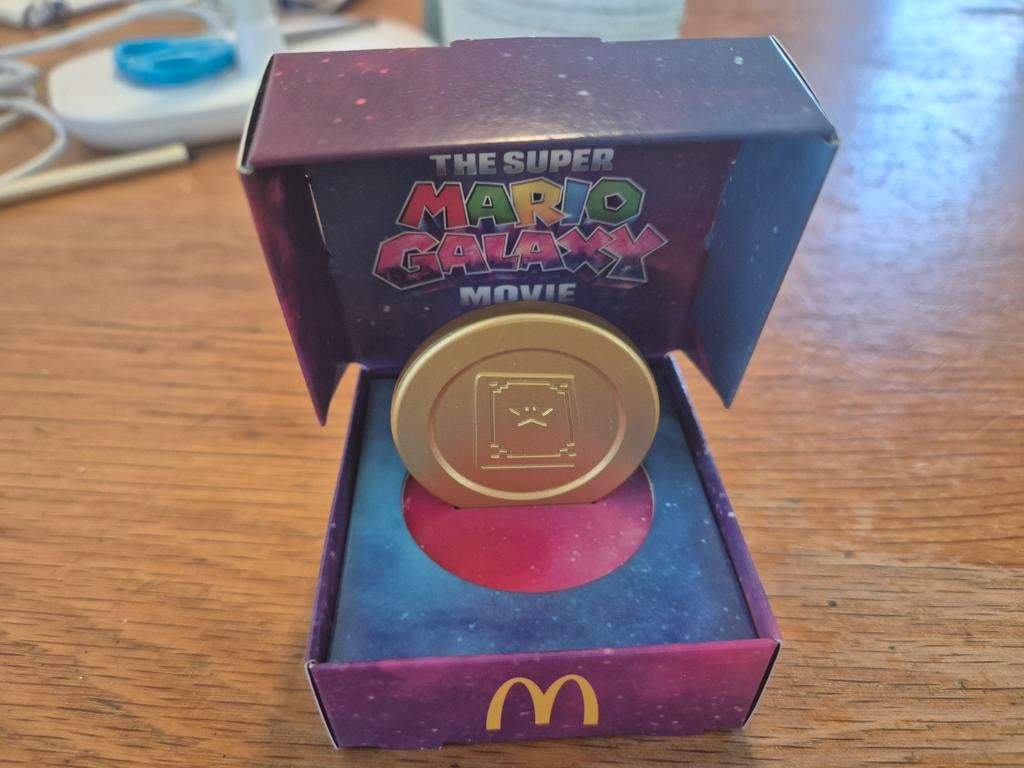 THE SUPER
MARIO
GALAXY
MOVIE